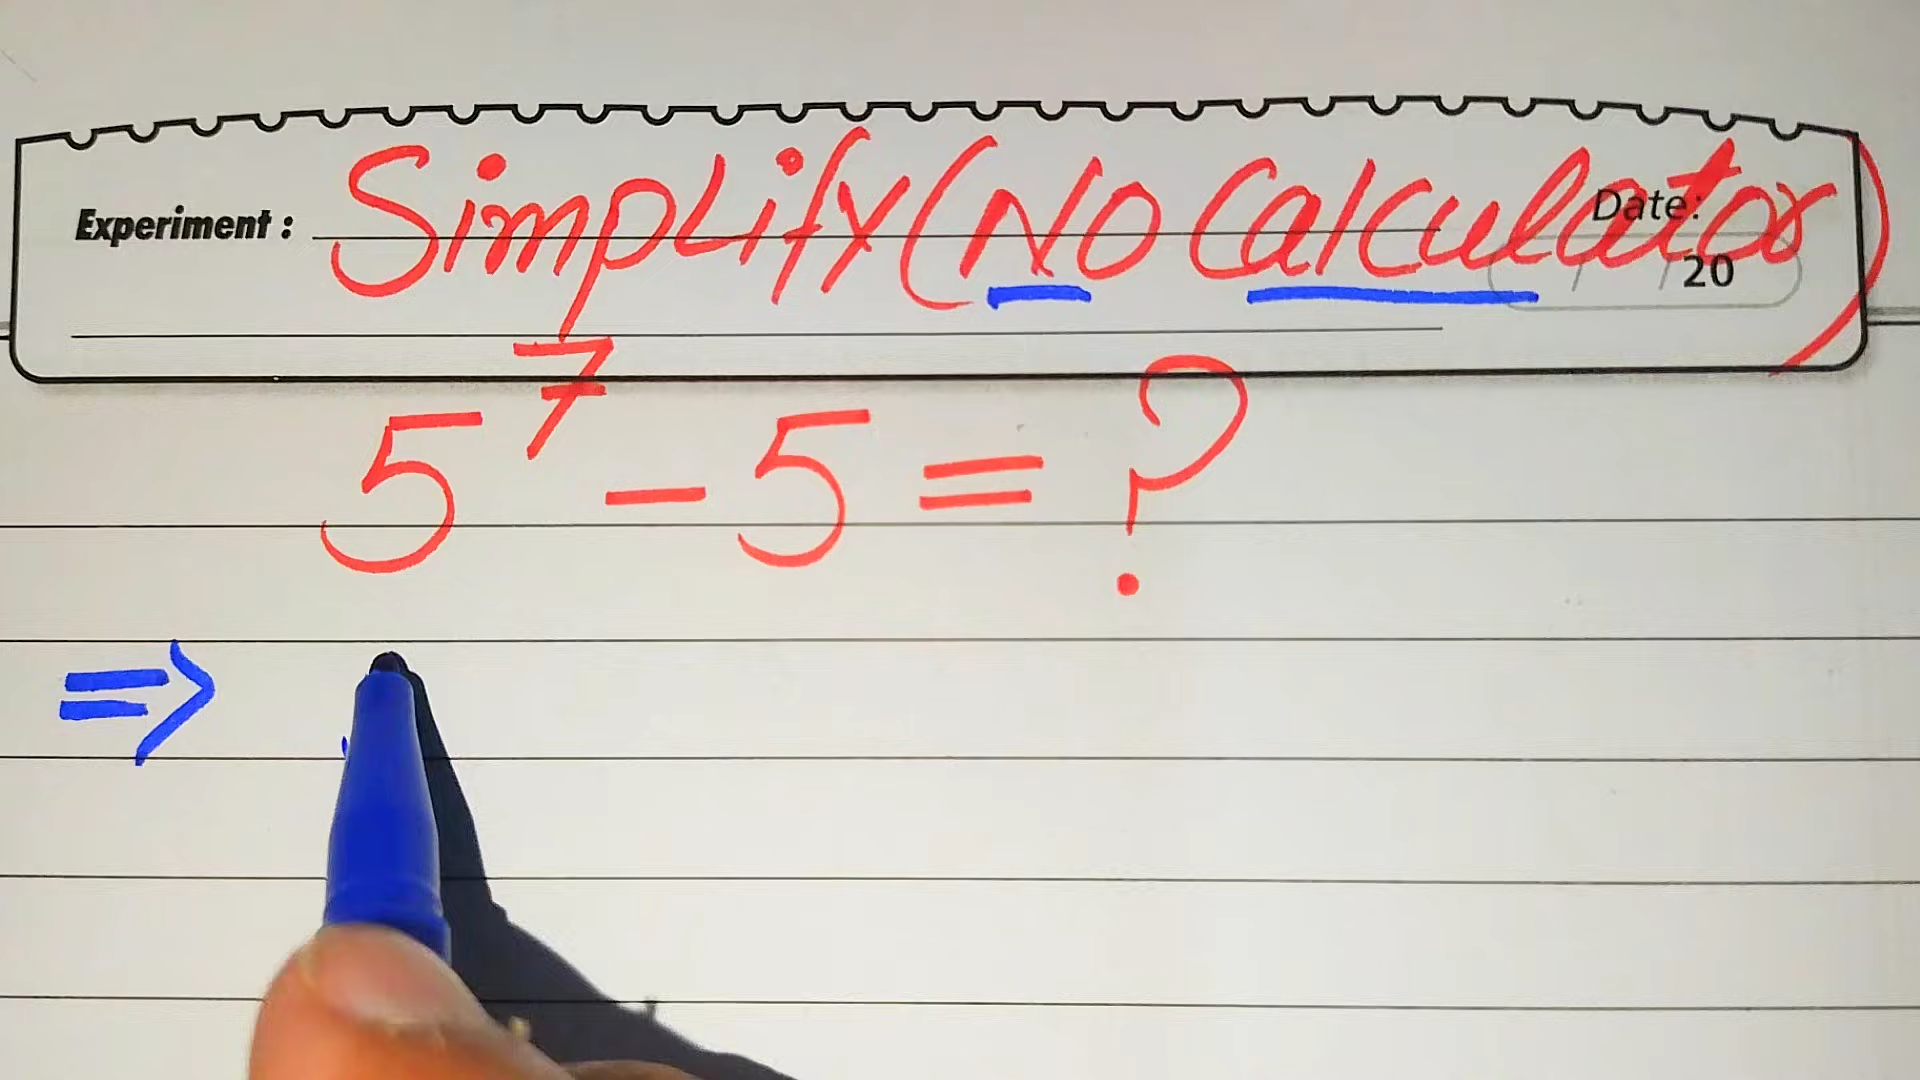 Simplify (No Calculator)
Experiment : Date:
20
5⁷ - 5 = ?
=>